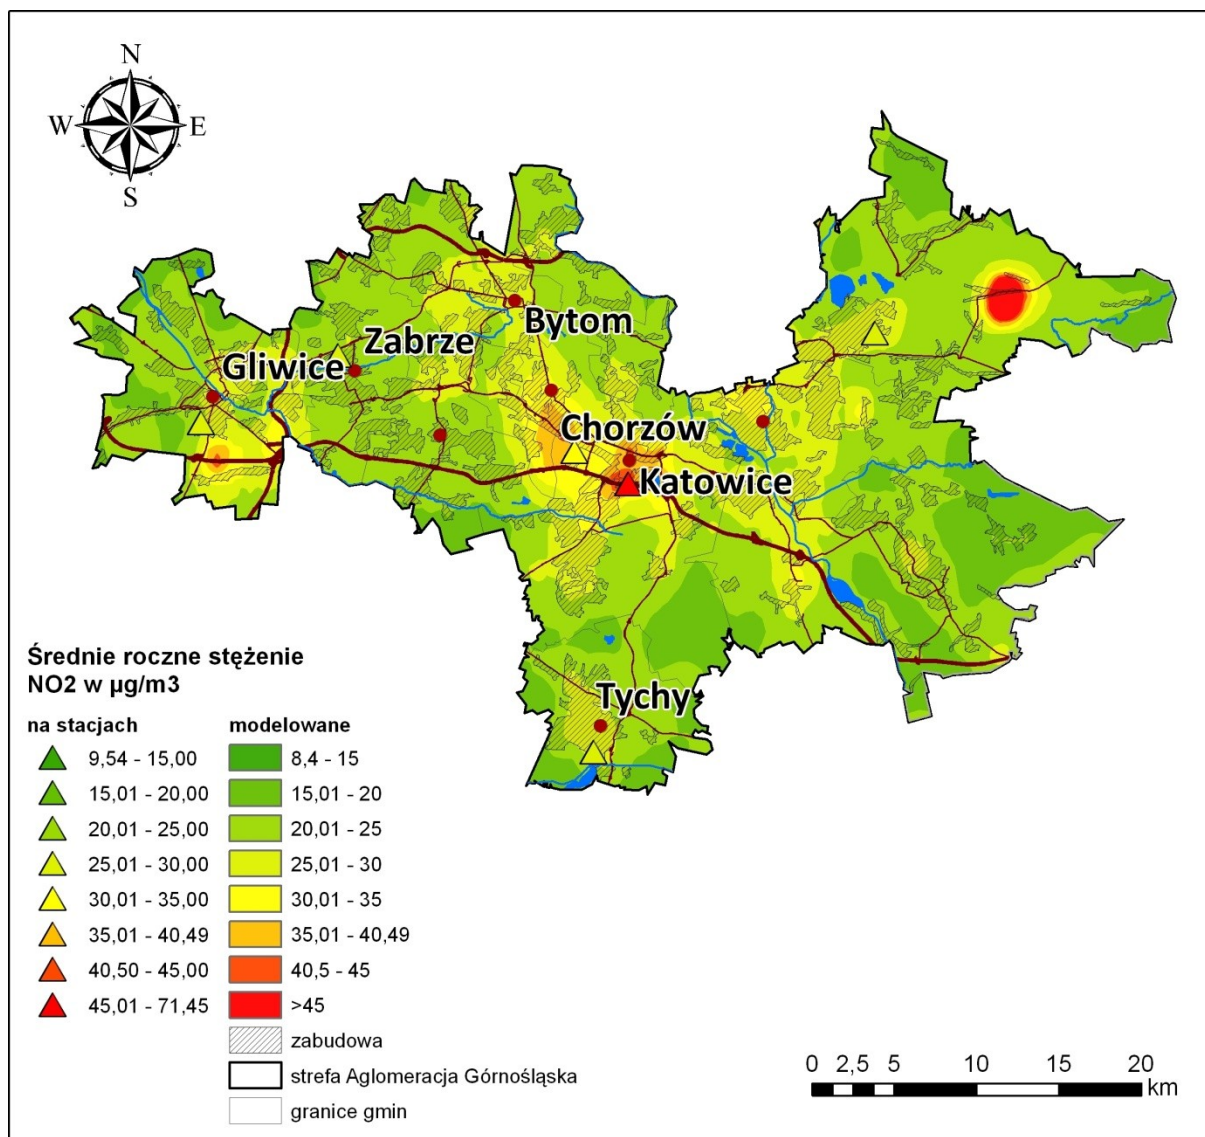 N
W E
S
Bytom
Zabrze
Gliwice
Chorzów
Katowice
Tychy
Średnie roczne stężenie
NO2 w µg/m3
na stacjach modelowane
9,54 - 15,00 8,4 - 15
15,01 - 20,00 15,01 - 20
20,01 - 25,00 20,01 - 25
25,01 - 30,00 25,01 - 30
30,01 - 35,00 30,01 - 35
35,01 - 40,49 35,01 - 40,49
40,50 - 45,00 40,5 - 45
45,01 - 71,45 >45
zabudowa
strefa Aglomeracja Górnośląska
granice gmin
0 2,5 5 10 15 20
km